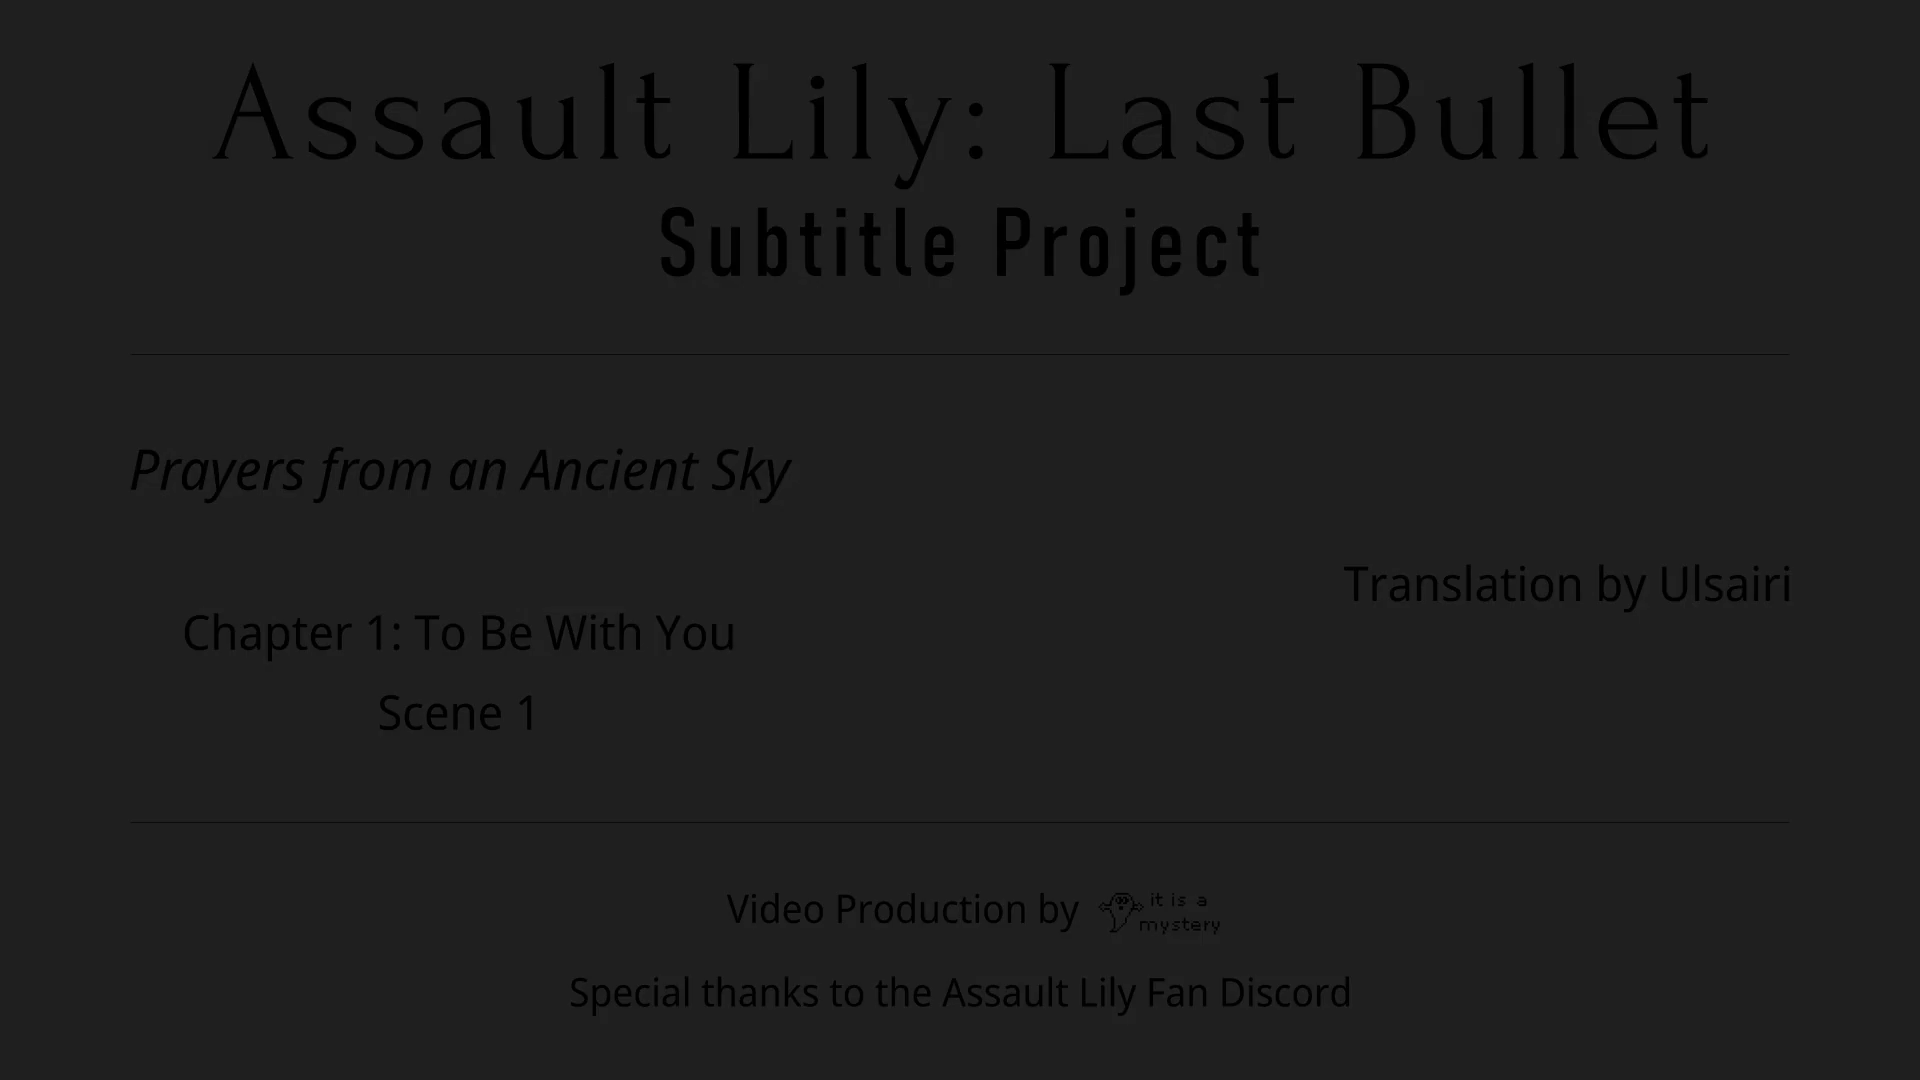 Assault Lily: Last Bullet
Subtitle Project
Prayers from an Ancient Sky
Translation by Ulsairi
Chapter 1: To Be With You
Scene 1
Video Production by it is a mystery
Special thanks to the Assault Lily Fan Discord